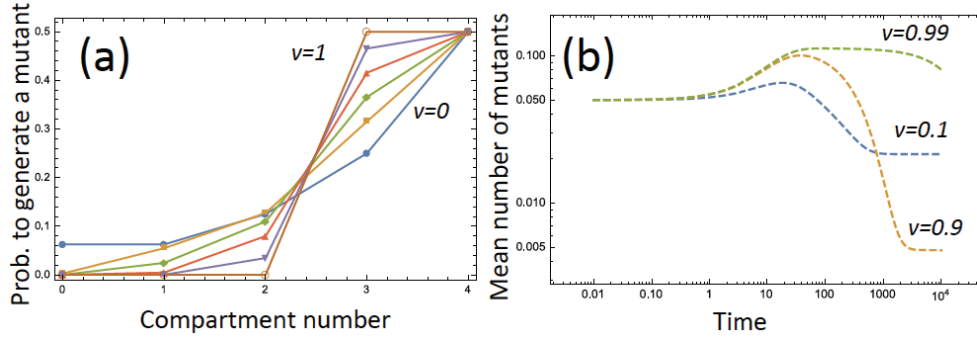 (a)
v=1
v=0
Prob. to generate a mutant
0.5
0.4
0.3
0.2
0.1
0.0
0
1
2
3
4
Compartment number
(b)
v=0.99
v=0.1
v=0.9
Mean number of mutants
0.100
0.050
0.010
0.005
0.01
0.10
1
10
100
1000
10⁴
Time